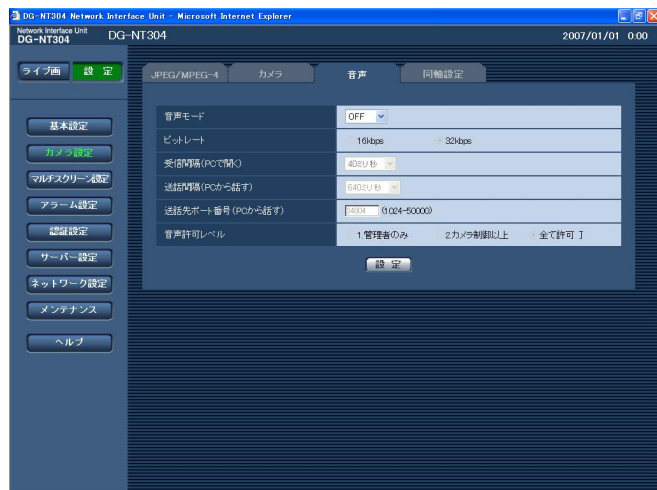 DG-NT304 Network Interface Unit - Microsoft Internet Explorer
Network Interface Unit
DG-NT304
DG-NT304
2007/01/01 0:00
ライブ画 設 定
JPEG/MPEG-4 カメラ 音声 同軸設定
基本設定
カメラ設定
マルチスクリーン設定
アラーム設定
認証設定
サーバー設定
ネットワーク設定
メンテナンス
ヘルプ
音声モード OFF
ビットレート 16kbps 32kbps
受信間隔(PCで聞く) 40ミリ秒
送話間隔(PCから話す) 640ミリ秒
送話先ポート番号(PCから話す) 34004 (1024-50000)
音声許可レベル 1.管理者のみ 2.カメラ制御以上 全て許可
設 定